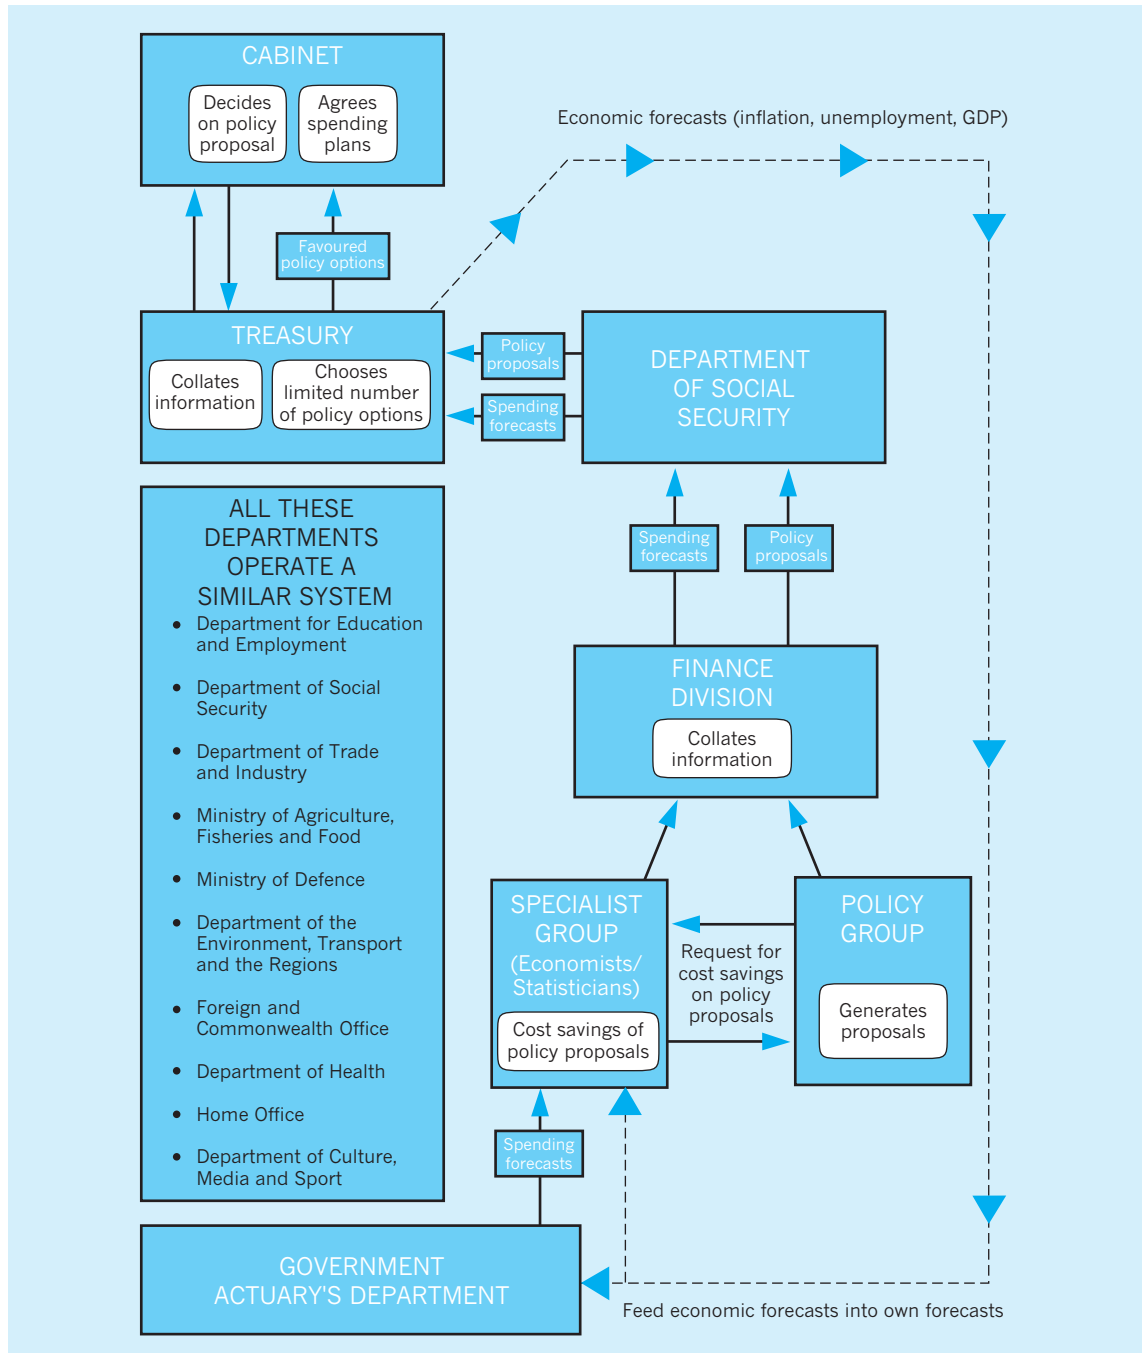 CABINET
Decides
on policy
proposal
Agrees
spending
plans
Economic forecasts (inflation, unemployment, GDP)
Favoured
policy options
TREASURY
Collates
information
Chooses
limited number
of policy options
Policy
proposals
Spending
forecasts
DEPARTMENT
OF SOCIAL
SECURITY
ALL THESE
DEPARTMENTS
OPERATE A
SIMILAR SYSTEM
• Department for Education
and Employment
• Department of Social
Security
• Department of Trade
and Industry
• Ministry of Agriculture,
Fisheries and Food
• Ministry of Defence
• Department of the
Environment, Transport
and the Regions
• Foreign and
Commonwealth Office
• Department of Health
• Home Office
• Department of Culture,
Media and Sport
Spending
forecasts
Policy
proposals
FINANCE
DIVISION
Collates
information
SPECIALIST
GROUP
(Economists/
Statisticians)
Cost savings of
policy proposals
Request for
cost savings
on policy
proposals
POLICY
GROUP
Generates
proposals
Spending
forecasts
GOVERNMENT
ACTUARY'S DEPARTMENT
Feed economic forecasts into own forecasts